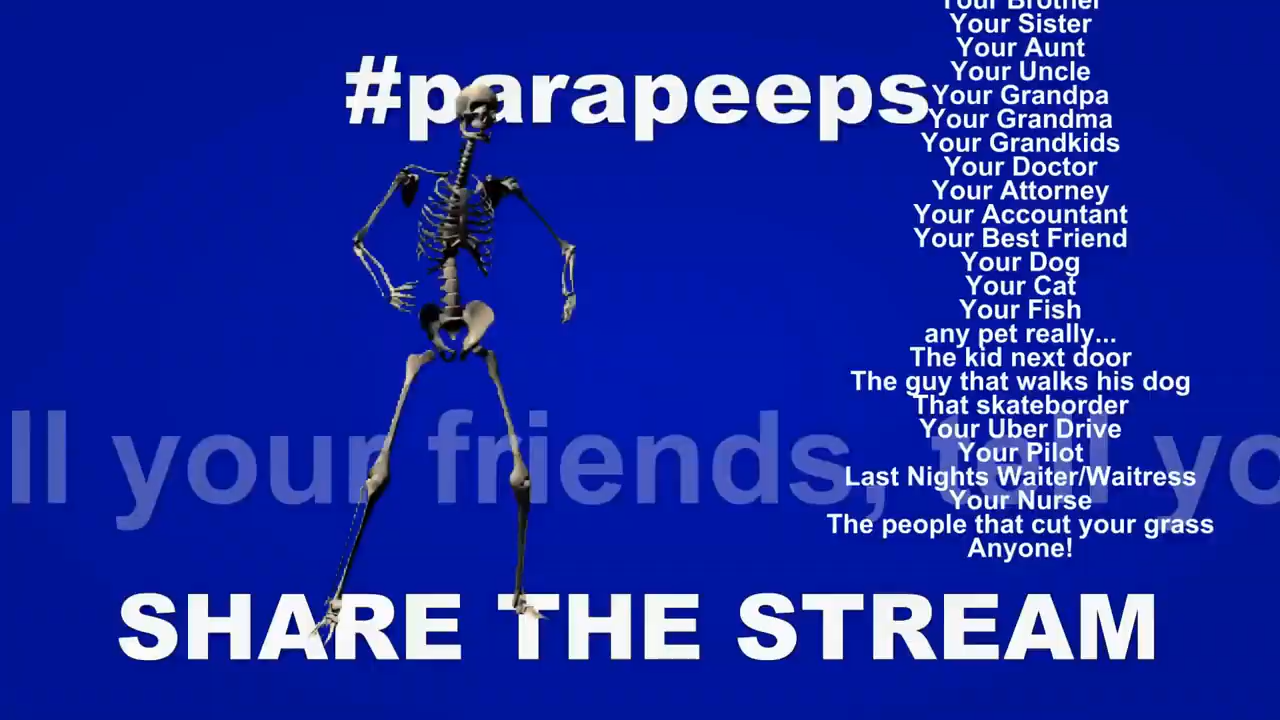 Your Brother
Your Sister
Your Aunt
Your Uncle
#parapeeps
Your Grandpa
Your Grandma
Your Grandkids
Your Doctor
Your Attorney
Your Accountant
Your Best Friend
Your Dog
Your Cat
Your Fish
any pet really...
The kid next door
The guy that walks his dog
That skateborder
Your Uber Drive
Your Pilot
ll your friends, tell yo
Last Nights Waiter/Waitress
Your Nurse
The people that cut your grass
Anyone!
SHARE THE STREAM